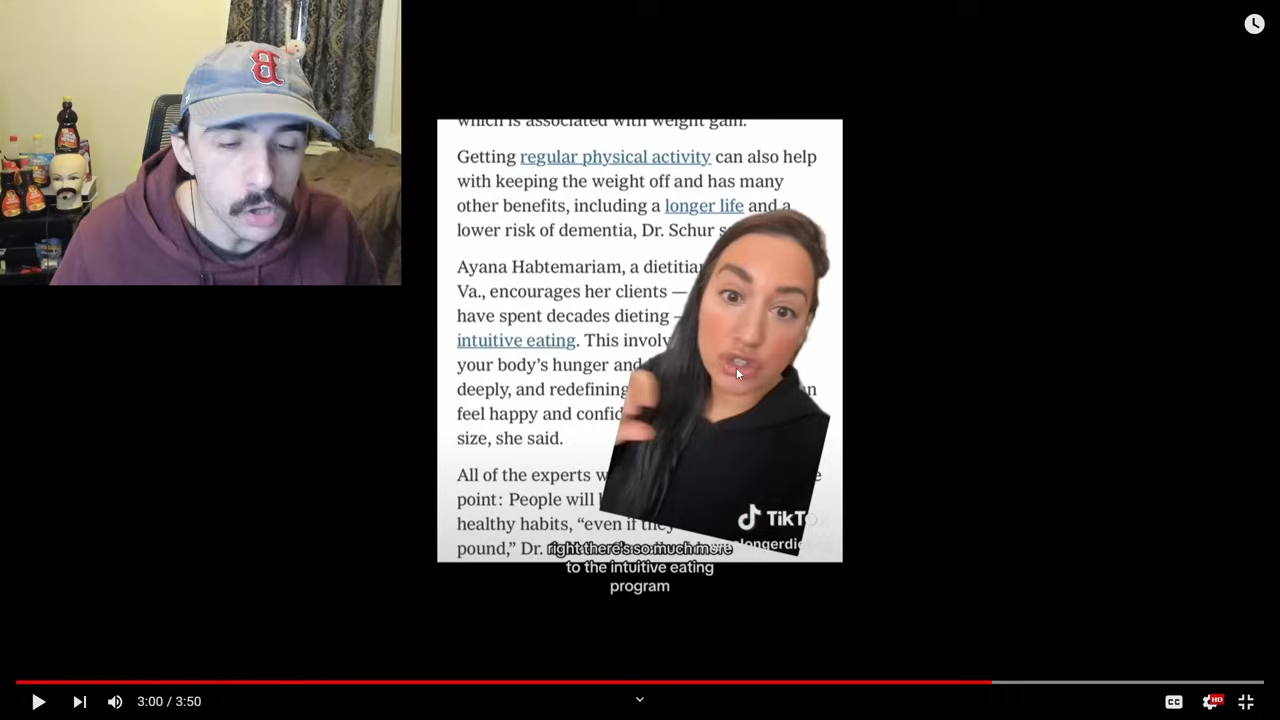 which is associated with weight gain.
Getting regular physical activity can also help
with keeping the weight off and has many
other benefits, including a longer life and a
lower risk of dementia, Dr. Schur s
Ayana Habtemariam, a dietitian
Va., encourages her clients —
have spent decades dieting —
intuitive eating. This involv
your body's hunger and
deeply, and redefining
feel happy and confid
size, she said.
All of the experts w
point: People will
healthy habits, "even if they
pound," Dr.
B
TikTok
right there's so much more
to the intuitive eating
program
3:00 / 3:50
CC
HD